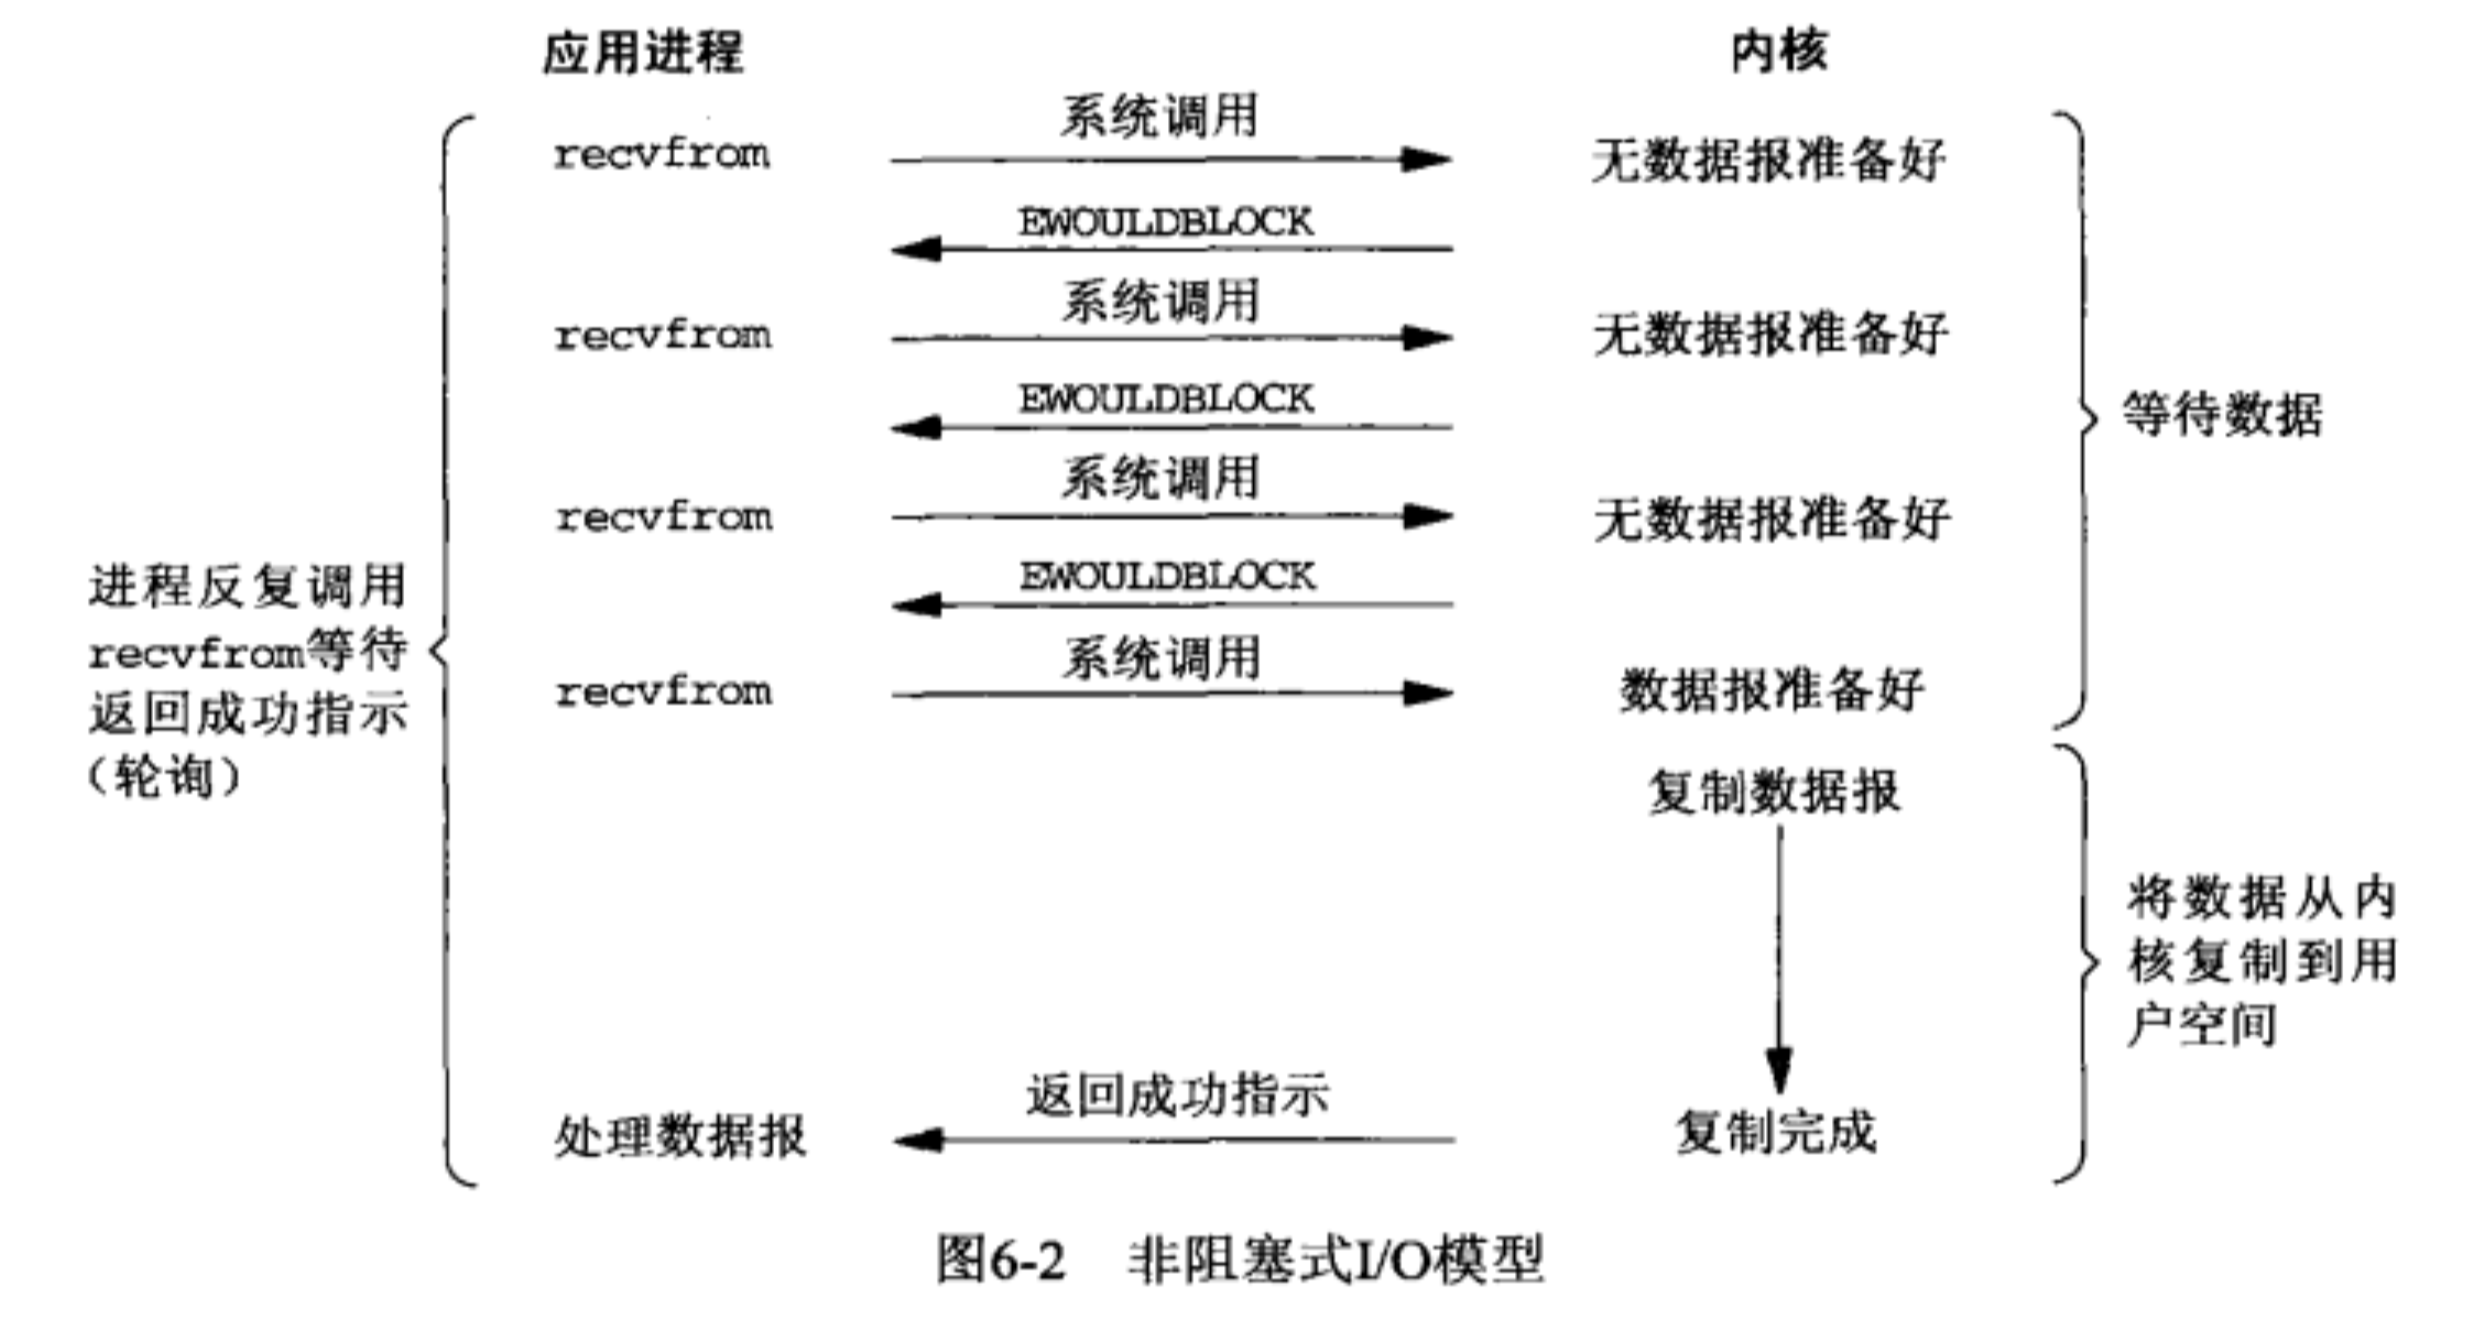 应用进程
内核
系统调用
recvfrom
无数据报准备好
EWOULDBLOCK
系统调用
recvfrom
无数据报准备好
EWOULDBLOCK
等待数据
系统调用
recvfrom
无数据报准备好
EWOULDBLOCK
进程反复调用
recvfrom等待
返回成功指示
（轮询）
系统调用
recvfrom
数据报准备好
复制数据报
将数据从内
核复制到用
户空间
返回成功指示
处理数据报
复制完成
图6-2 非阻塞式I/O模型